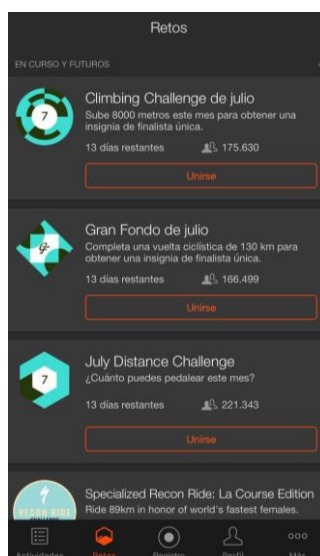 Retos
EN CURSO Y FUTUROS
7
Climbing Challenge de julio
Sube 8000 metros este mes para obtener una
insignia de finalista única.
13 días restantes 175.630
Unirse
Gran Fondo de julio
Completa una vuelta ciclística de 130 km para
obtener una insignia de finalista única.
13 días restantes 166.499
Unirse
7
July Distance Challenge
¿Cuánto puedes pedalear este mes?
13 días restantes 221.343
Unirse
RECON RIDE
Specialized Recon Ride: La Course Edition
Ride 89km in honor of world's fastest females.
Actividades Retos Registro Perfil Más